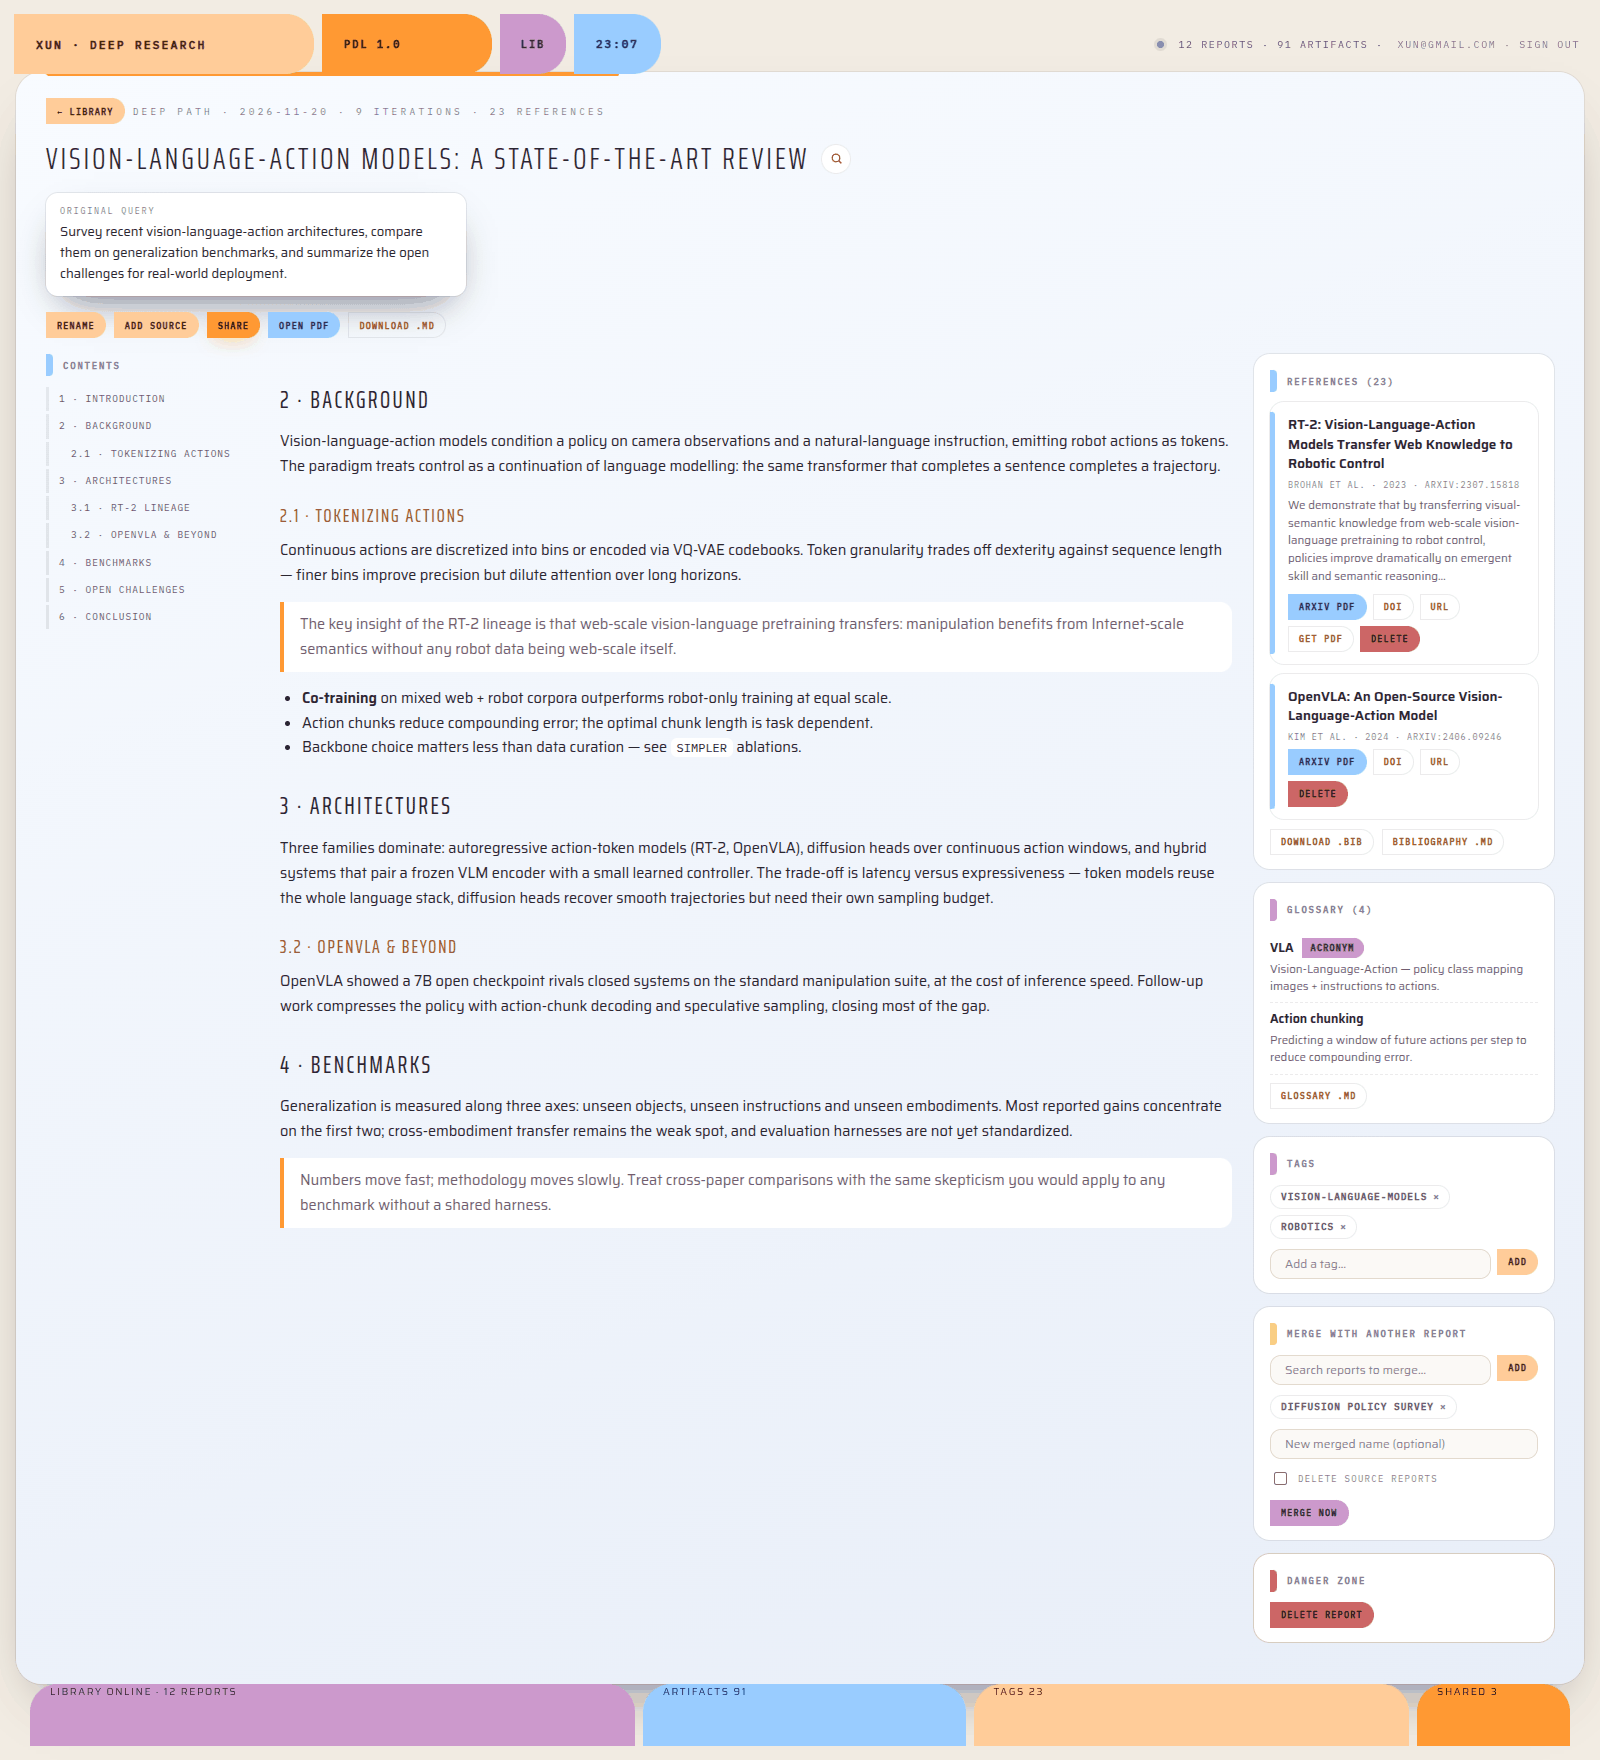 XUN · DEEP RESEARCH
PDL 1.0
LIB
23:07
12 REPORTS · 91 ARTIFACTS · XUN@GMAIL.COM · SIGN OUT
← LIBRARY
DEEP PATH · 2026-11-20 · 9 ITERATIONS · 23 REFERENCES
VISION-LANGUAGE-ACTION MODELS: A STATE-OF-THE-ART REVIEW
ORIGINAL QUERY
Survey recent vision-language-action architectures, compare
them on generalization benchmarks, and summarize the open
challenges for real-world deployment.
RENAME
ADD SOURCE
SHARE
OPEN PDF
DOWNLOAD .MD
CONTENTS
1 · INTRODUCTION
2 · BACKGROUND
2.1 · TOKENIZING ACTIONS
3 · ARCHITECTURES
3.1 · RT-2 LINEAGE
3.2 · OPENVLA & BEYOND
4 · BENCHMARKS
5 · OPEN CHALLENGES
6 · CONCLUSION
2 · BACKGROUND
Vision-language-action models condition a policy on camera observations and a natural-language instruction, emitting robot actions as tokens.
The paradigm treats control as a continuation of language modelling: the same transformer that completes a sentence completes a trajectory.
2.1 · TOKENIZING ACTIONS
Continuous actions are discretized into bins or encoded via VQ-VAE codebooks. Token granularity trades off dexterity against sequence length
— finer bins improve precision but dilute attention over long horizons.
The key insight of the RT-2 lineage is that web-scale vision-language pretraining transfers: manipulation benefits from Internet-scale
semantics without any robot data being web-scale itself.
• Co-training on mixed web + robot corpora outperforms robot-only training at equal scale.
• Action chunks reduce compounding error; the optimal chunk length is task dependent.
• Backbone choice matters less than data curation — see SIMPLER ablations.
3 · ARCHITECTURES
Three families dominate: autoregressive action-token models (RT-2, OpenVLA), diffusion heads over continuous action windows, and hybrid
systems that pair a frozen VLM encoder with a small learned controller. The trade-off is latency versus expressiveness — token models reuse
the whole language stack, diffusion heads recover smooth trajectories but need their own sampling budget.
3.2 · OPENVLA & BEYOND
OpenVLA showed a 7B open checkpoint rivals closed systems on the standard manipulation suite, at the cost of inference speed. Follow-up
work compresses the policy with action-chunk decoding and speculative sampling, closing most of the gap.
4 · BENCHMARKS
Generalization is measured along three axes: unseen objects, unseen instructions and unseen embodiments. Most reported gains concentrate
on the first two; cross-embodiment transfer remains the weak spot, and evaluation harnesses are not yet standardized.
Numbers move fast; methodology moves slowly. Treat cross-paper comparisons with the same skepticism you would apply to any
benchmark without a shared harness.
REFERENCES (23)
RT-2: Vision-Language-Action
Models Transfer Web Knowledge to
Robotic Control
BROHAN ET AL. · 2023 · ARXIV:2307.15818
We demonstrate that by transferring visual-
semantic knowledge from web-scale vision-
language pretraining to robot control,
policies improve dramatically on emergent
skill and semantic reasoning...
ARXIV PDF
DOI
URL
GET PDF
DELETE
OpenVLA: An Open-Source Vision-
Language-Action Model
KIM ET AL. · 2024 · ARXIV:2406.09246
ARXIV PDF
DOI
URL
DELETE
DOWNLOAD .BIB
BIBLIOGRAPHY .MD
GLOSSARY (4)
VLA ACRONYM
Vision-Language-Action — policy class mapping
images + instructions to actions.
Action chunking
Predicting a window of future actions per step to
reduce compounding error.
GLOSSARY .MD
TAGS
VISION-LANGUAGE-MODELS ×
ROBOTICS ×
Add a tag...
ADD
MERGE WITH ANOTHER REPORT
Search reports to merge...
ADD
DIFFUSION POLICY SURVEY ×
New merged name (optional)
DELETE SOURCE REPORTS
MERGE NOW
DANGER ZONE
DELETE REPORT
LIBRARY ONLINE · 12 REPORTS
ARTIFACTS 91
TAGS 23
SHARED 3